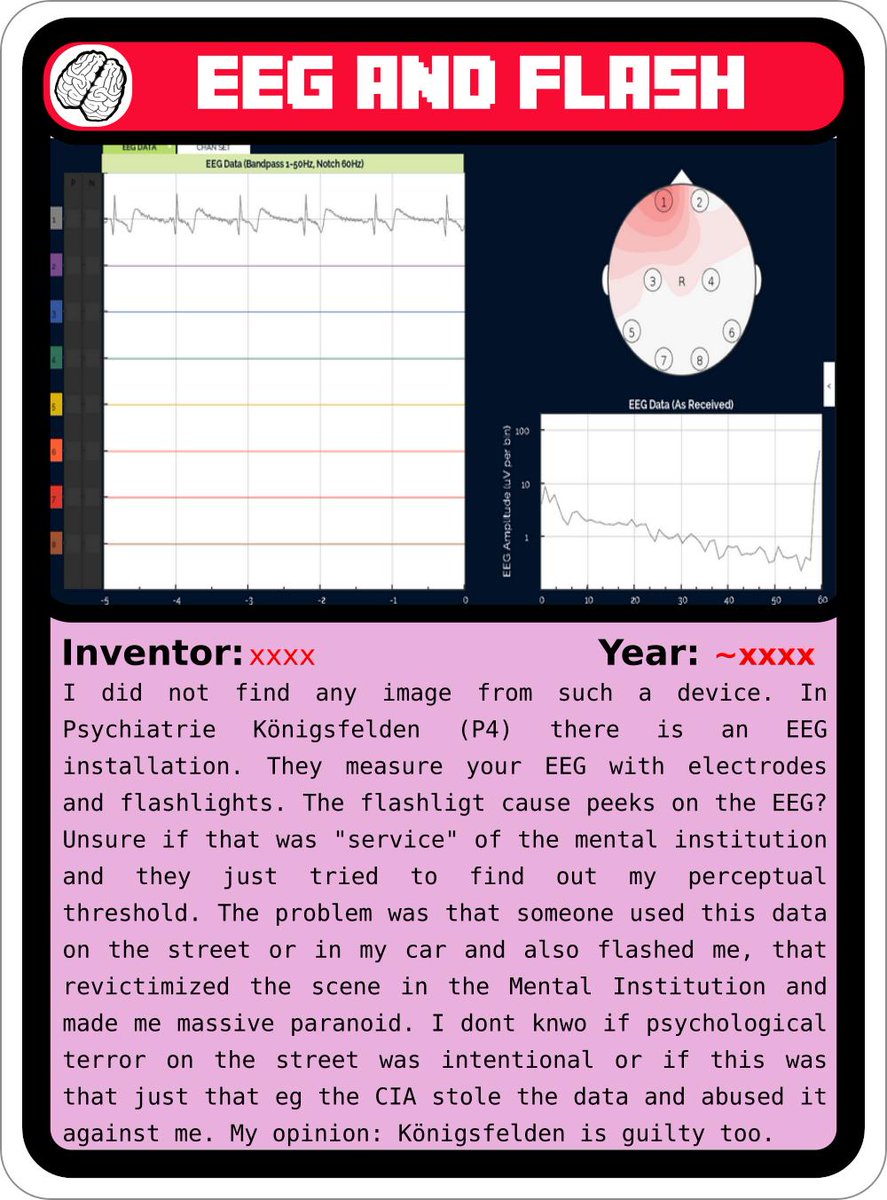 EEG AND FLASH
EEG DATA CHAN SET
EEG Data (Bandpass 1-50Hz, Notch 60Hz)
P N
1
2
3
4
5
6
7
8
-5 -4 -3 -2 -1 0
1 2
3 R 4
5 6
7 8
EEG Data (As Received)
EEG Amplitude (uV per bin)
100
10
1
0 10 20 30 40 50 60
Inventor: xxxx Year: ~xxxx
I did not find any image from such a device. In
Psychiatrie Königsfelden (P4) there is an EEG
installation. They measure your EEG with electrodes
and flashlights. The flashligt cause peeks on the EEG?
Unsure if that was "service" of the mental institution
and they just tried to find out my perceptual
threshold. The problem was that someone used this data
on the street or in my car and also flashed me, that
revictimized the scene in the Mental Institution and
made me massive paranoid. I dont knwo if psychological
terror on the street was intentional or if this was
that just that eg the CIA stole the data and abused it
against me. My opinion: Königsfelden is guilty too.